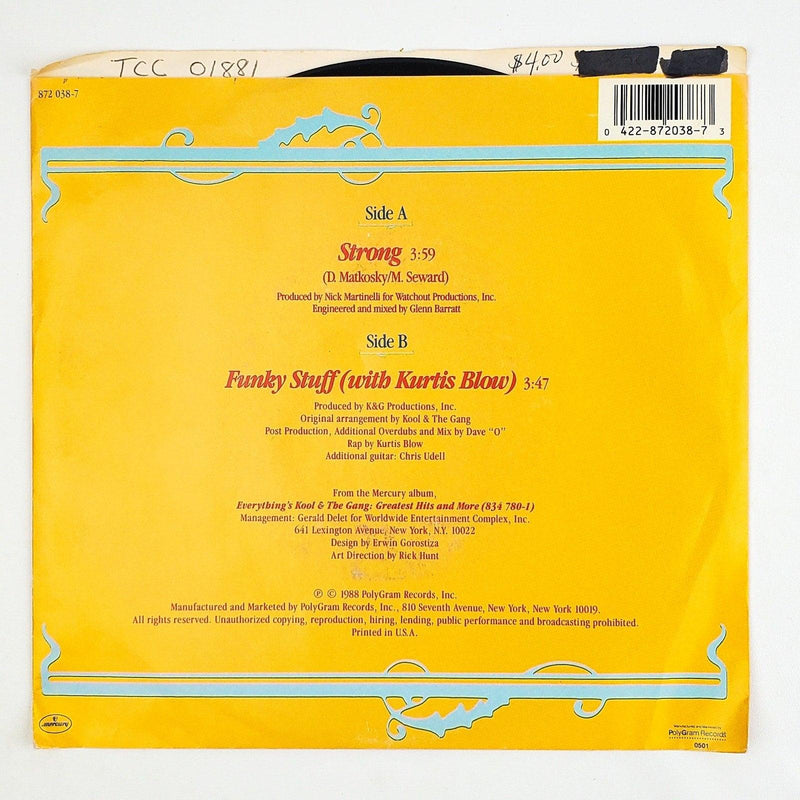 TCC 01881 $4.00
872 038-7
0 422-872038-7 3
Side A
Strong 3:59
(D. Matkosky/M. Seward)
Produced by Nick Martinelli for Watchout Productions, Inc.
Engineered and mixed by Glenn Barratt
Side B
Funky Stuff (with Kurtis Blow) 3:47
Produced by K&G Productions, Inc.
Original arrangement by Kool & The Gang
Post Production, Additional Overdubs and Mix by Dave "O"
Rap by Kurtis Blow
Additional guitar: Chris Udell
From the Mercury album,
Everything's Kool & The Gang: Greatest Hits and More (834 780-1)
Management: Gerald Delet for Worldwide Entertainment Complex, Inc.
641 Lexington Avenue, New York, N.Y. 10022
Design by Erwin Gorostiza
Art Direction by Rick Hunt
℗ © 1988 PolyGram Records, Inc.
Manufactured and Marketed by PolyGram Records, Inc., 810 Seventh Avenue, New York, New York 10019.
All rights reserved. Unauthorized copying, reproduction, hiring, lending, public performance and broadcasting prohibited.
Printed in U.S.A.
mercury
Manufactured and Marketed by
PolyGram Records
0501